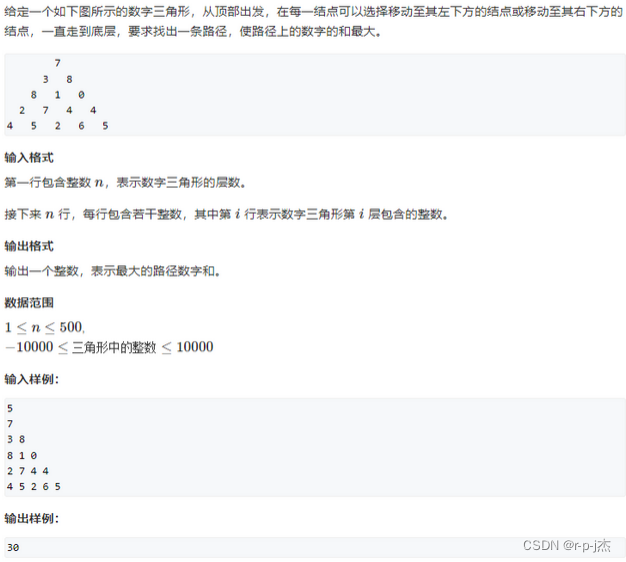 给定一个如下图所示的数字三角形，从顶部出发，在每一结点可以选择移动至其左下方的结点或移动至其右下方的
结点，一直走到底层，要求找出一条路径，使路径上的数字的和最大。
7
3 8
8 1 0
2 7 4 4
4 5 2 6 5
输入格式
第一行包含整数 n，表示数字三角形的层数。
接下来 n 行，每行包含若干整数，其中第 i 行表示数字三角形第 i 层包含的整数。
输出格式
输出一个整数，表示最大的路径数字和。
数据范围
1 ≤ n ≤ 500,
−10000 ≤ 三角形中的整数 ≤ 10000
输入样例：
5
7
3 8
8 1 0
2 7 4 4
4 5 2 6 5
输出样例：
30
CSDN @r-p-j杰